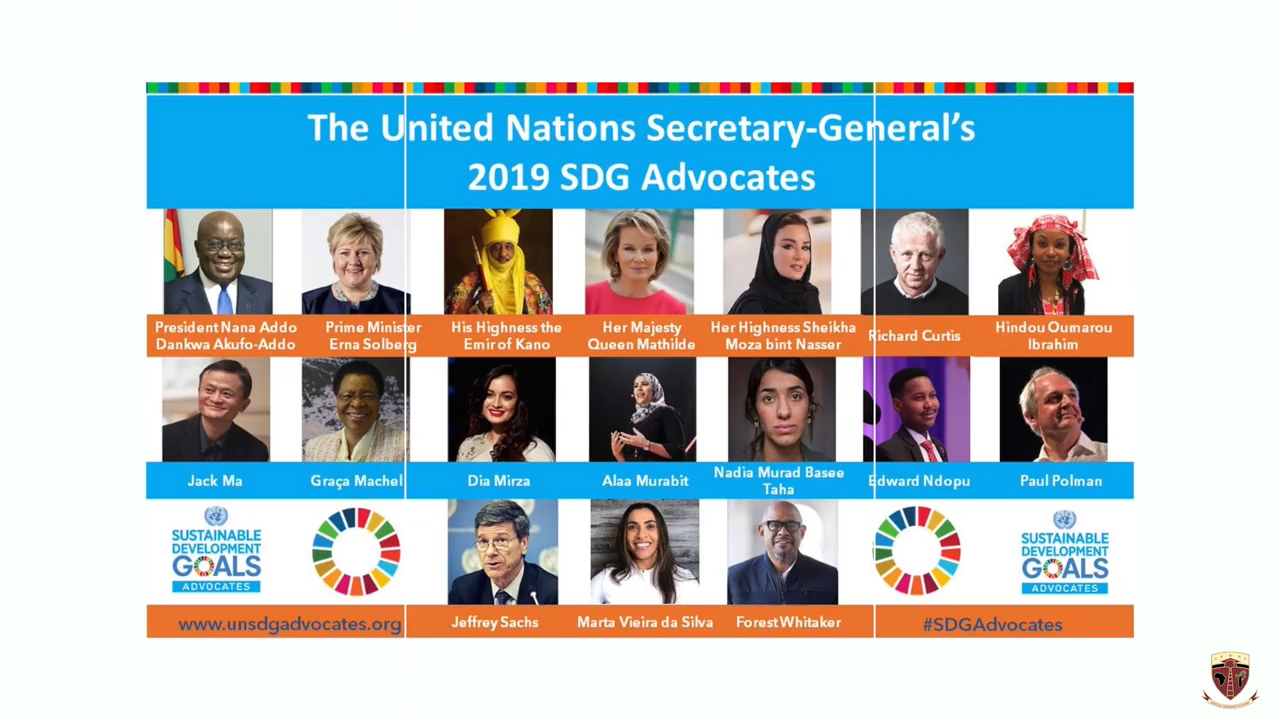 The United Nations Secretary-General's
2019 SDG Advocates
President Nana Addo
Dankwa Akufo-Addo
Prime Minister
Erna Solberg
His Highness the
Emir of Kano
Her Majesty
Queen Mathilde
Her Highness Sheikha
Moza bint Nasser
Richard Curtis
Hindou Oumarou
Ibrahim
Jack Ma
Graça Machel
Dia Mirza
Alaa Murabit
Nadia Murad Basee
Taha
Edward Ndopu
Paul Polman
SUSTAINABLE
DEVELOPMENT
GOALS
ADVOCATES
SUSTAINABLE
DEVELOPMENT
GOALS
ADVOCATES
www.unsdgadvocates.org
Jeffrey Sachs
Marta Vieira da Silva
Forest Whitaker
#SDGAdvocates